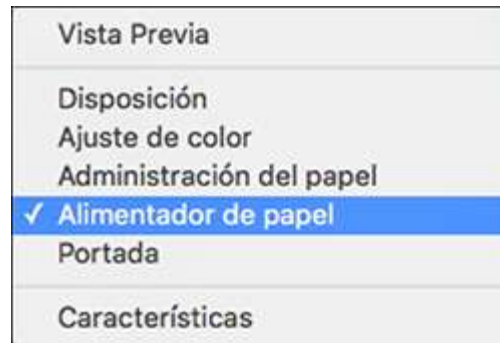 Vista Previa
Disposición
Ajuste de color
Administración del papel
✓ Alimentador de papel
Portada
Características